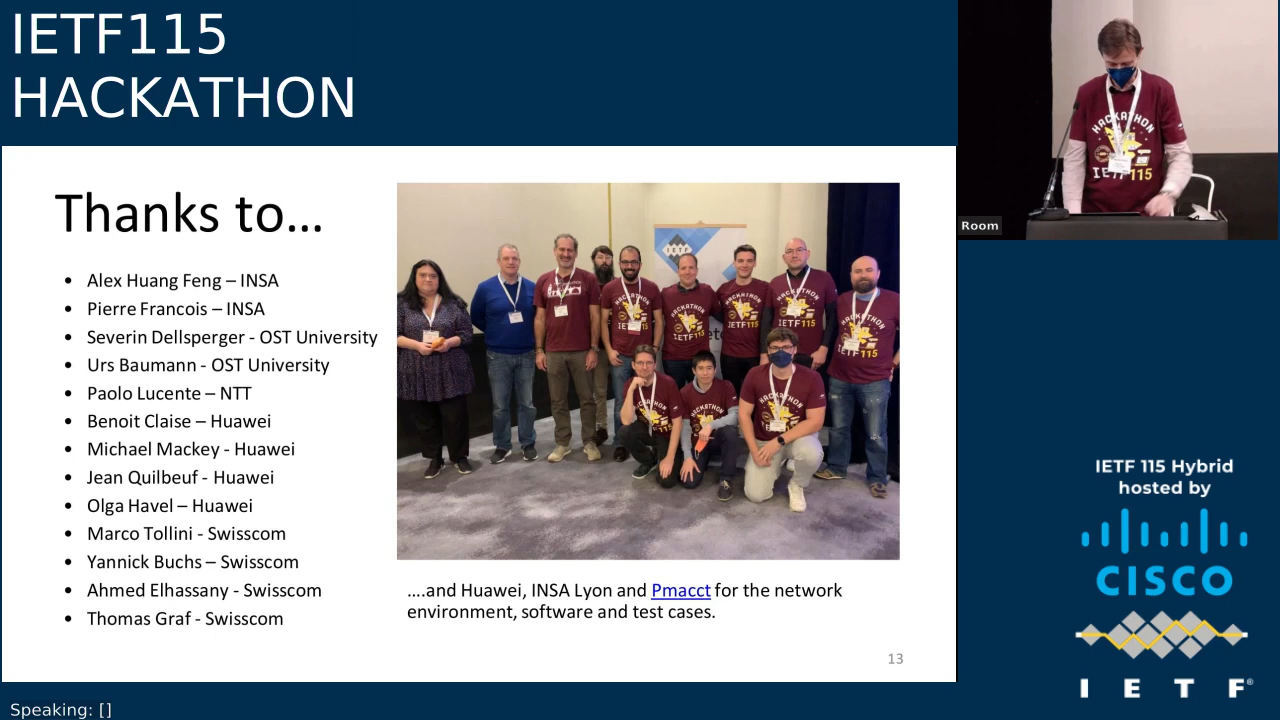 IETF115
HACKATHON
Thanks to…
• Alex Huang Feng – INSA
• Pierre Francois – INSA
• Severin Dellsperger - OST University
• Urs Baumann - OST University
• Paolo Lucente – NTT
• Benoit Claise – Huawei
• Michael Mackey - Huawei
• Jean Quilbeuf - Huawei
• Olga Havel – Huawei
• Marco Tollini - Swisscom
• Yannick Buchs – Swisscom
• Ahmed Elhassany - Swisscom
• Thomas Graf - Swisscom
….and Huawei, INSA Lyon and Pmacct for the network
environment, software and test cases.
13
HACKATHON
IETF115
Room
IETF 115 Hybrid
hosted by
CISCO
IETF®
Speaking: []